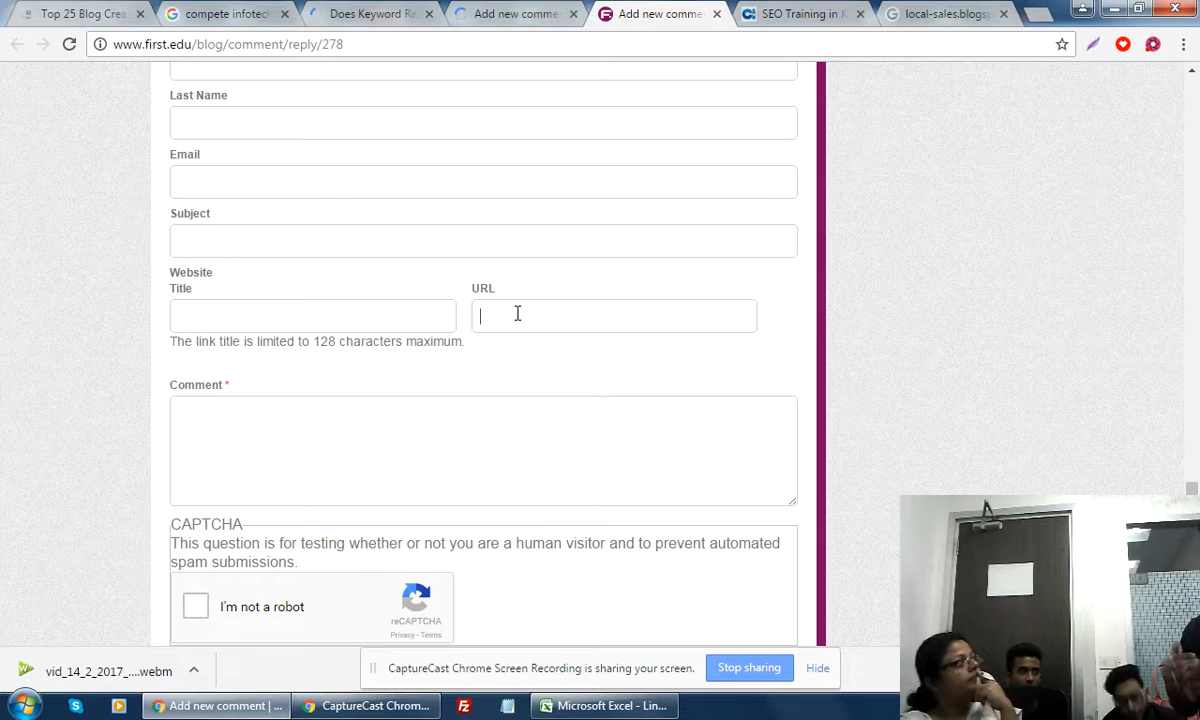 Top 25 Blog Crea
compete infotech
Does Keyword Re
Add new comme
Add new comme
SEO Training in K
local-sales.blogsp
www.first.edu/blog/comment/reply/278
Last Name
Email
Subject
Website
Title
URL
The link title is limited to 128 characters maximum.
Comment *
CAPTCHA
This question is for testing whether or not you are a human visitor and to prevent automated
spam submissions.
I'm not a robot
reCAPTCHA
Privacy - Terms
vid_14_2_2017_....webm
CaptureCast Chrome Screen Recording is sharing your screen.
Stop sharing
Hide
Add new comment | ...
CaptureCast Chrom...
Microsoft Excel - Lin...